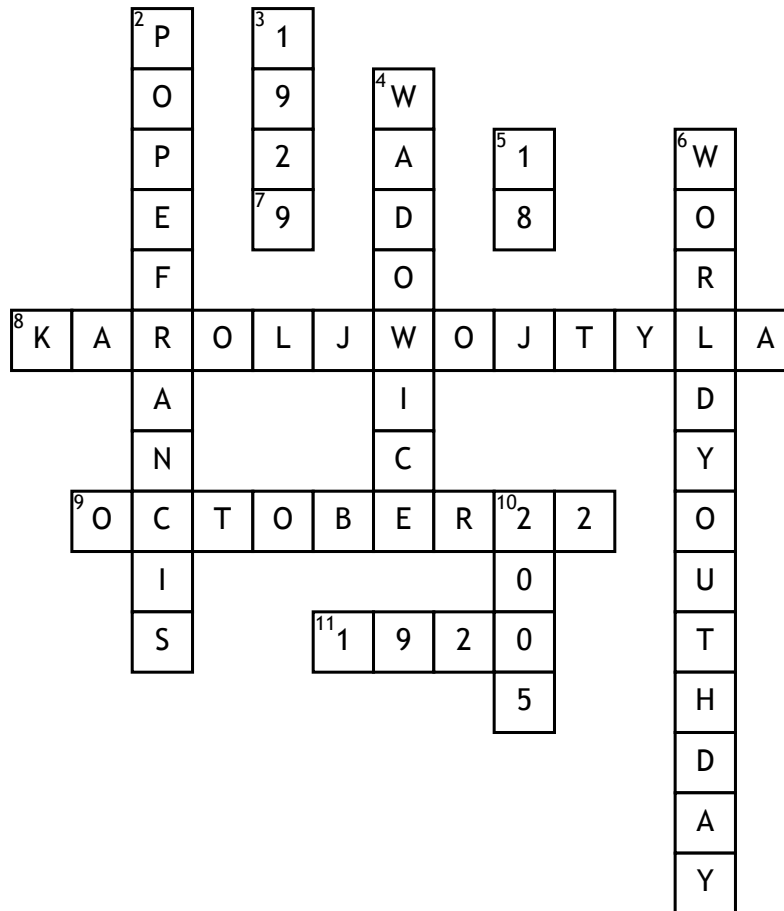 2 P 3 1
O 9 4 W
P 2 A 5 1 6 W
E 7 9 D 8 O
F O R
8 K A R O L J W O J T Y L A
A I D
N C Y
9 O C T O B E R 10 2 2 O
I 0 U
S 11 1 9 2 0 T
5 H
D
A
Y